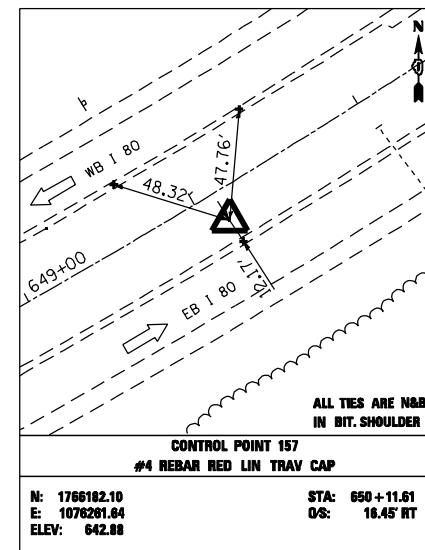 N
WB I 80
47.76'
48.32'
649+00
12.17'
EB I 80
ALL TIES ARE N&B
IN BIT. SHOULDER
CONTROL POINT 157
#4 REBAR RED LIN TRAV CAP
N: 1766182.10 STA: 650+11.61
E: 1076261.64 O/S: 16.45' RT
ELEV: 642.88